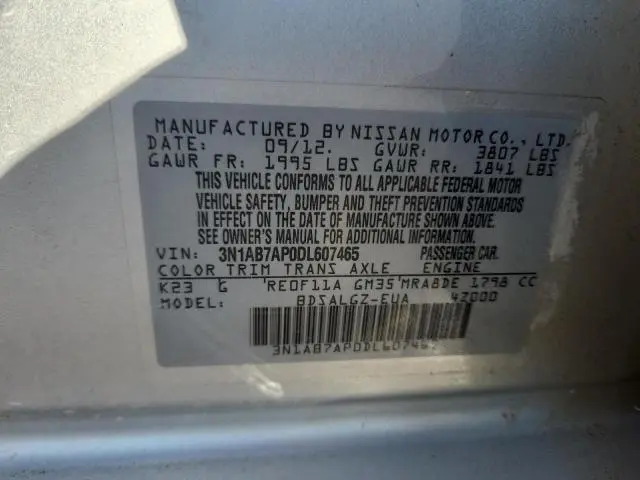 MANUFACTURED BY NISSAN MOTOR CO., LTD.
DATE: 09/12. GVWR: 3807 LBS
GAWR FR: 1995 LBS GAWR RR: 1841 LBS
THIS VEHICLE CONFORMS TO ALL APPLICABLE FEDERAL MOTOR
VEHICLE SAFETY, BUMPER AND THEFT PREVENTION STANDARDS
IN EFFECT ON THE DATE OF MANUFACTURE SHOWN ABOVE.
SEE OWNER'S MANUAL FOR ADDITIONAL INFORMATION.
VIN: 3N1AB7AP0DL607465 PASSENGER CAR.
COLOR TRIM TRANS AXLE ENGINE
K23 G RE0F11A GM35 MRA8DE 1798 CC
BDSALGZ-EUA 42000
3N1AB7AP0DL607465